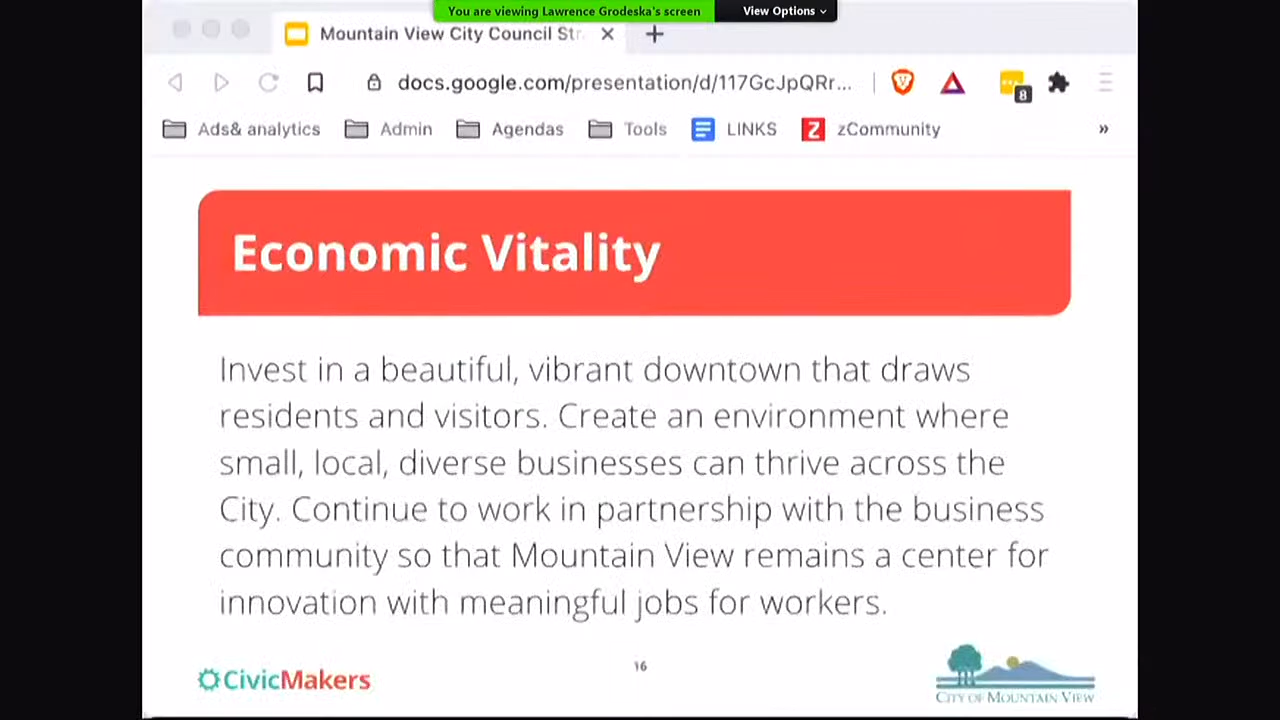 You are viewing Lawrence Grodeska's screen
View Options
Mountain View City Council Str
docs.google.com/presentation/d/117GcJpQRr...
8
Ads& analytics
Admin
Agendas
Tools
LINKS
Z
zCommunity
»
Economic Vitality
Invest in a beautiful, vibrant downtown that draws
residents and visitors. Create an environment where
small, local, diverse businesses can thrive across the
City. Continue to work in partnership with the business
community so that Mountain View remains a center for
innovation with meaningful jobs for workers.
CivicMakers
16
CITY OF MOUNTAIN VIEW